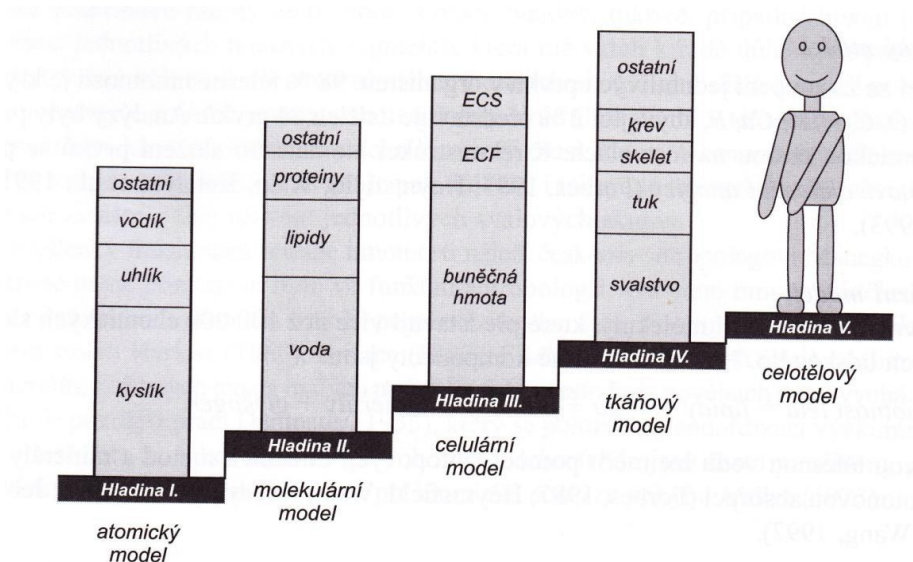 ostatní
vodík
uhlík
kyslík
Hladina I.
atomický
model
ostatní
proteiny
lipidy
voda
Hladina II.
molekulární
model
ECS
ECF
buněčná
hmota
Hladina III.
celulární
model
ostatní
krev
skelet
tuk
svalstvo
Hladina IV.
tkáňový
model
Hladina V.
celotělový
model